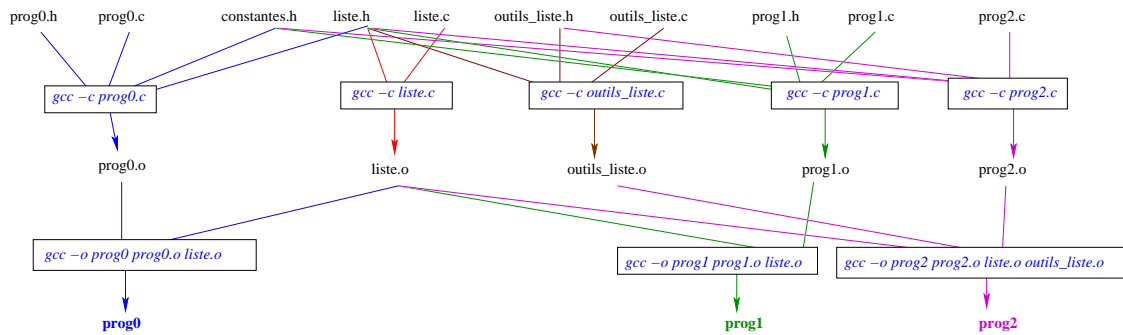 prog0.h prog0.c constantes.h liste.h liste.c outils_liste.h outils_liste.c prog1.h prog1.c prog2.c
gcc −c prog0.c gcc −c liste.c gcc −c outils_liste.c gcc −c prog1.c gcc −c prog2.c
prog0.o liste.o outils_liste.o prog1.o prog2.o
gcc −o prog0 prog0.o liste.o gcc −o prog1 prog1.o liste.o gcc −o prog2 prog2.o liste.o outils_liste.o
prog0 prog1 prog2